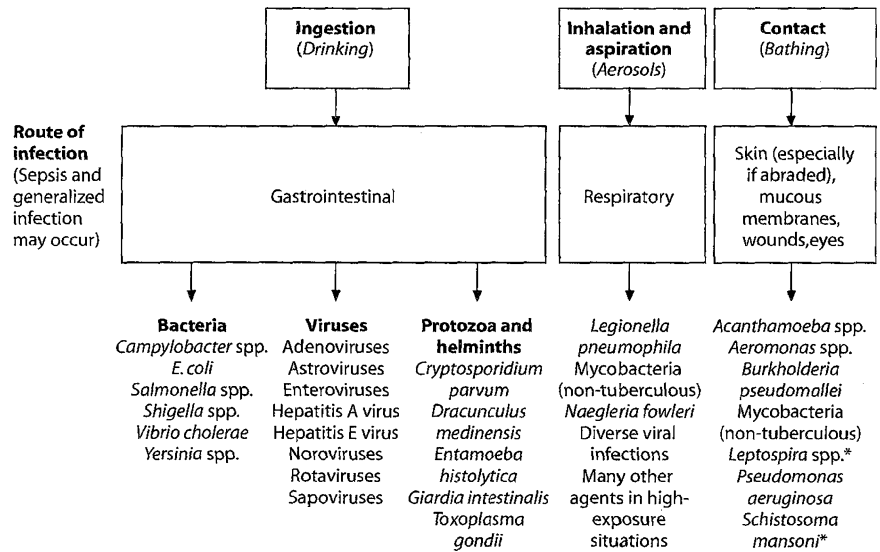 Ingestion
(Drinking)
Inhalation and
aspiration
(Aerosols)
Contact
(Bathing)
Route of
infection
(Sepsis and
generalized
infection
may occur)
Gastrointestinal
Respiratory
Skin (especially
if abraded),
mucous
membranes,
wounds,eyes
Bacteria
Campylobacter spp.
E. coli
Salmonella spp.
Shigella spp.
Vibrio cholerae
Yersinia spp.
Viruses
Adenoviruses
Astroviruses
Enteroviruses
Hepatitis A virus
Hepatitis E virus
Noroviruses
Rotaviruses
Sapoviruses
Protozoa and
helminths
Cryptosporidium
parvum
Dracunculus
medinensis
Entamoeba
histolytica
Giardia intestinalis
Toxoplasma
gondii
Legionella
pneumophila
Mycobacteria
(non-tuberculous)
Naegleria fowleri
Diverse viral
infections
Many other
agents in high-
exposure
situations
Acanthamoeba spp.
Aeromonas spp.
Burkholderia
pseudomallei
Mycobacteria
(non-tuberculous)
Leptospira spp.*
Pseudomonas
aeruginosa
Schistosoma
mansoni*